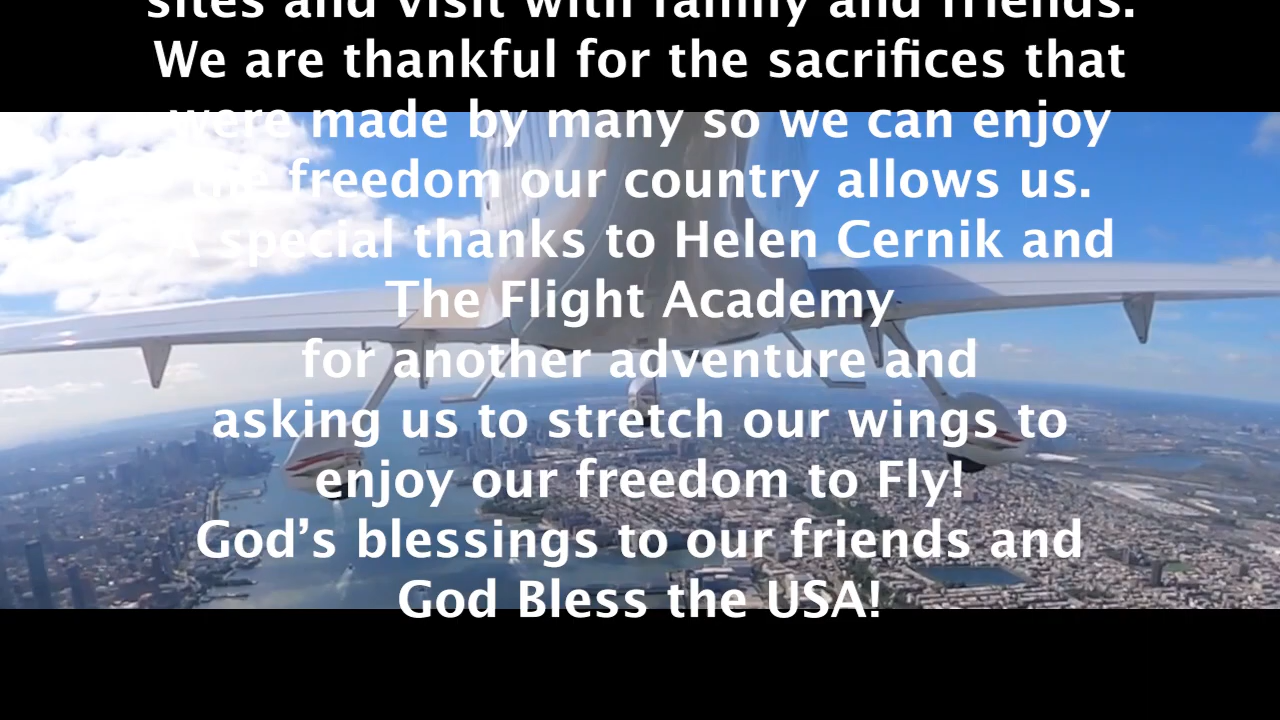 sites and visit with family and friends.
We are thankful for the sacrifices that
were made by many so we can enjoy
the freedom our country allows us.
A special thanks to Helen Cernik and
The Flight Academy
for another adventure and
asking us to stretch our wings to
enjoy our freedom to Fly!
God’s blessings to our friends and
God Bless the USA!